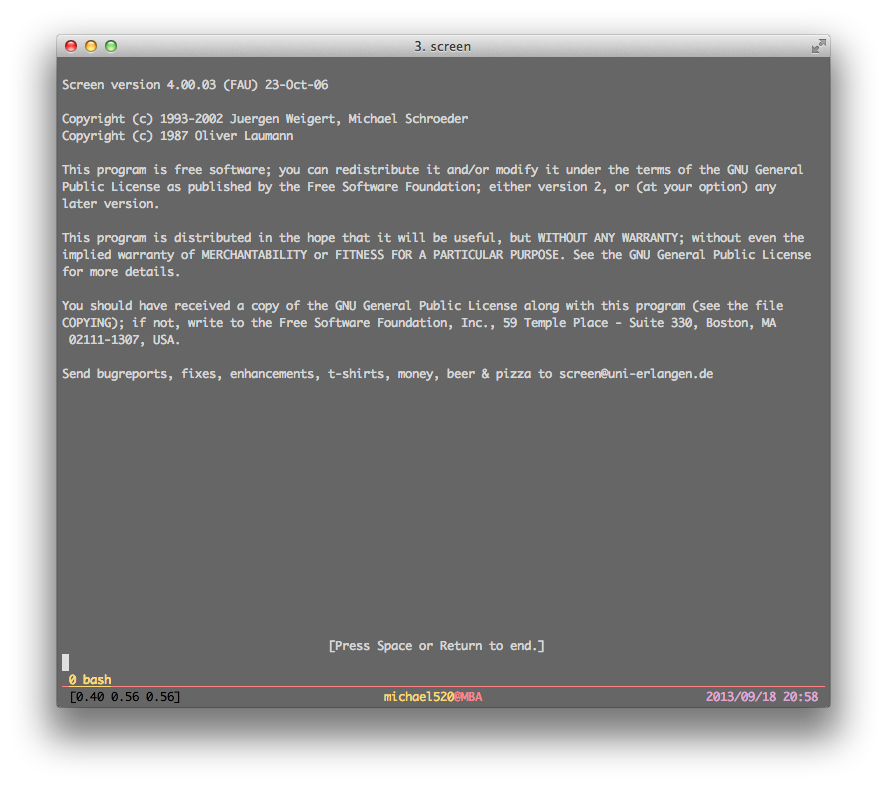 3. screen
Screen version 4.00.03 (FAU) 23-Oct-06
Copyright (c) 1993-2002 Juergen Weigert, Michael Schroeder
Copyright (c) 1987 Oliver Laumann
This program is free software; you can redistribute it and/or modify it under the terms of the GNU General
Public License as published by the Free Software Foundation; either version 2, or (at your option) any
later version.
This program is distributed in the hope that it will be useful, but WITHOUT ANY WARRANTY; without even the
implied warranty of MERCHANTABILITY or FITNESS FOR A PARTICULAR PURPOSE. See the GNU General Public License
for more details.
You should have received a copy of the GNU General Public License along with this program (see the file
COPYING); if not, write to the Free Software Foundation, Inc., 59 Temple Place - Suite 330, Boston, MA
02111-1307, USA.
Send bugreports, fixes, enhancements, t-shirts, money, beer & pizza to screen@uni-erlangen.de
[Press Space or Return to end.]
0 bash
[0.40 0.56 0.56] michael520@MBA 2013/09/18 20:58